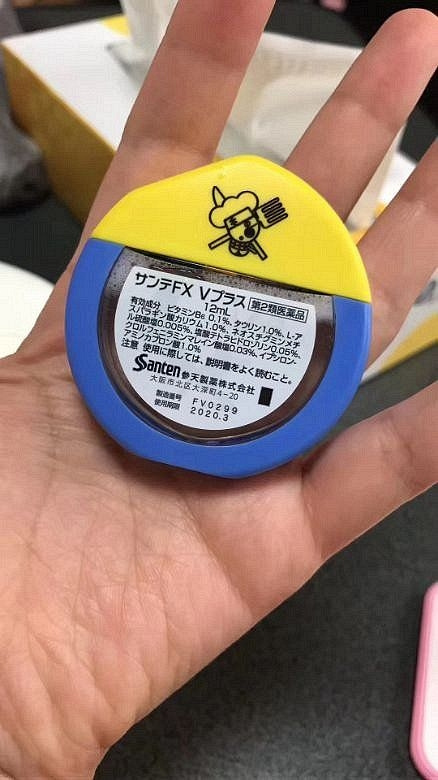 サンテFX Vプラス 第2類医薬品
12mL
有効成分 ビタミンB6 0.1%、タウリン1.0%、L-ア
スパラギン酸カリウム1.0%、ネオスチグミンメチ
ル硫酸塩0.005%、塩酸テトラヒドロゾリン0.05%、
クロルフェニラミンマレイン酸塩0.03%、イプシロン-
アミノカプロン酸1.0%
注意 使用に際しては、説明書をよく読むこと。
Santen 参天製薬株式会社
大阪市北区大深町4-20
製造番号 FV0299
使用期限 2020.3